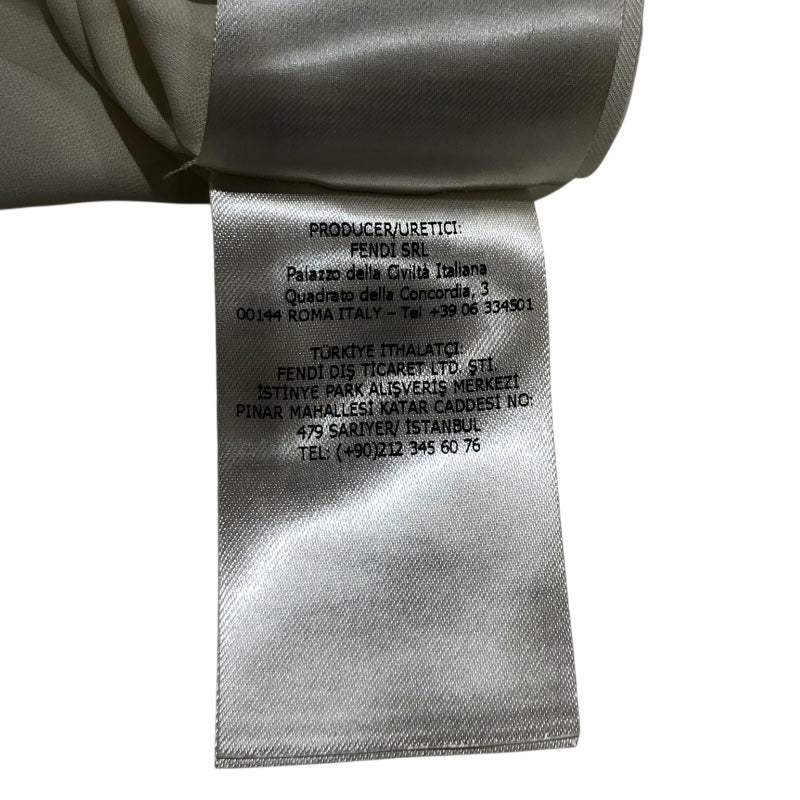 PRODUCER/URETICI:
FENDI SRL
Palazzo della Civiltà Italiana
Quadrato della Concordia, 3
00144 ROMA ITALY – Tel +39 06 334501
TÜRKİYE İTHALATÇI:
FENDİ DIŞ TİCARET LTD. ŞTİ.
İSTİNYE PARK ALIŞVERİŞ MERKEZİ
PINAR MAHALLESİ KATAR CADDESİ NO:
479 SARIYER/ İSTANBUL
TEL: (+90)212 345 60 76